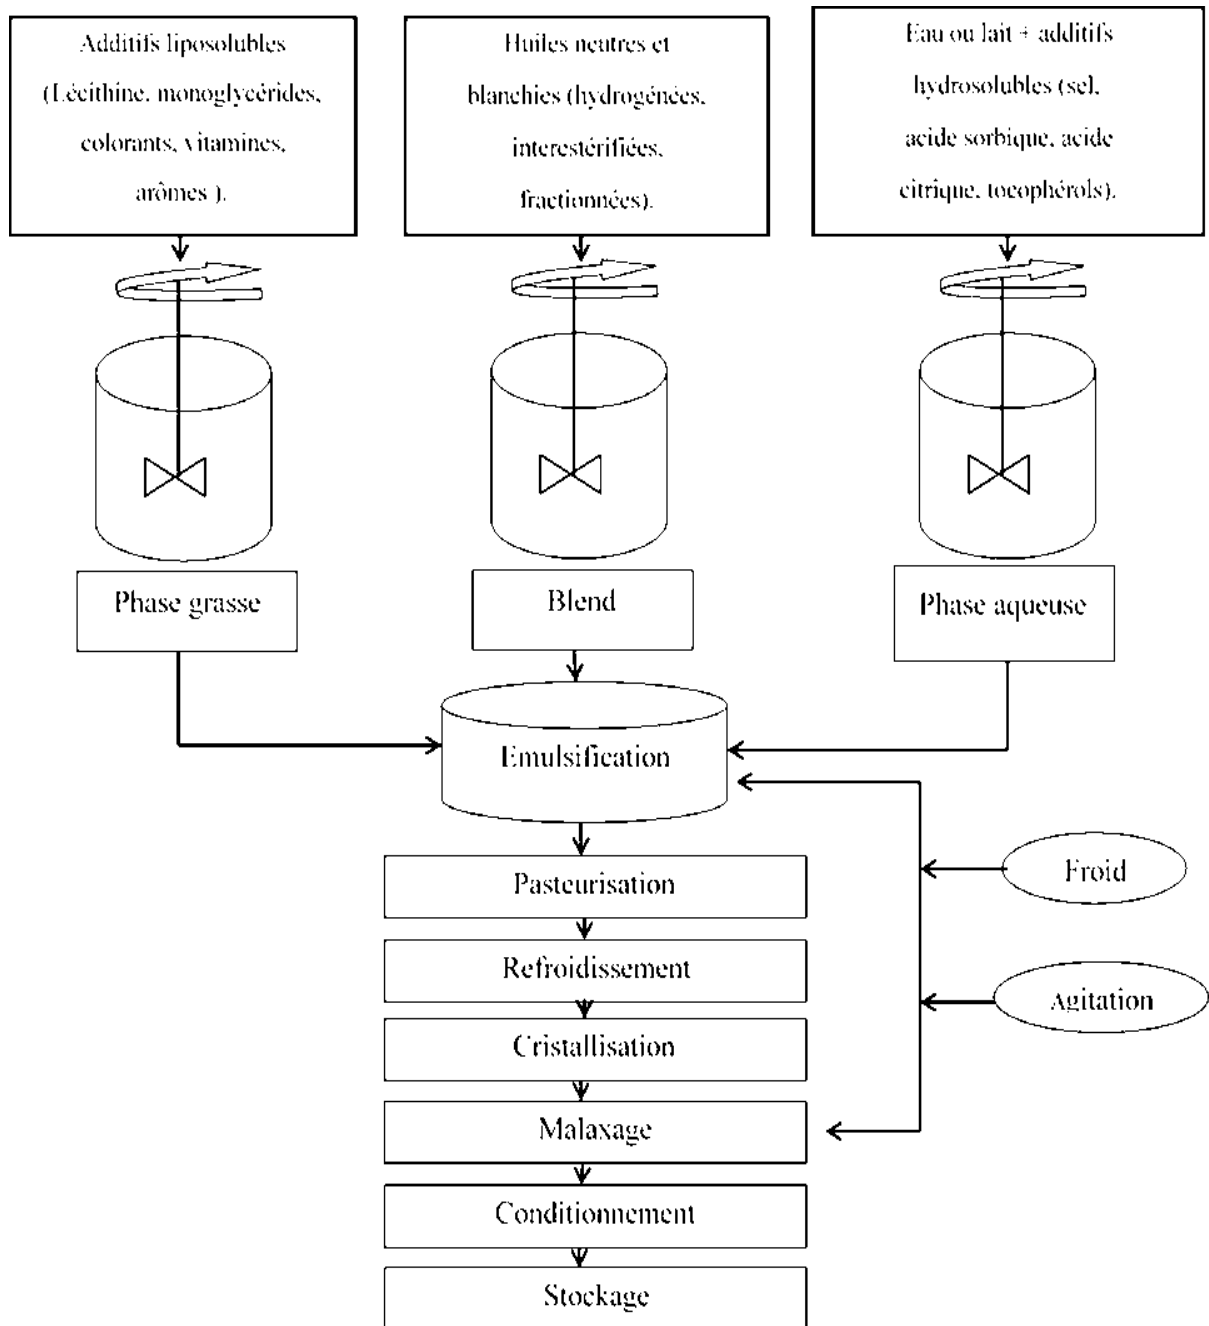 Additifs liposolubles
(Lécithine, monoglycérides,
colorants, vitamines,
arômes ).
Huiles neutres et
blanchies (hydrogénées,
interestérifiées,
fractionnées).
Eau ou lait + additifs
hydrosolubles (sel,
acide sorbique, acide
citrique, tocophérols).
Phase grasse
Blend
Phase aqueuse
Emulsification
Pasteurisation
Froid
Refroidissement
Agitation
Cristallisation
Malaxage
Conditionnement
Stockage